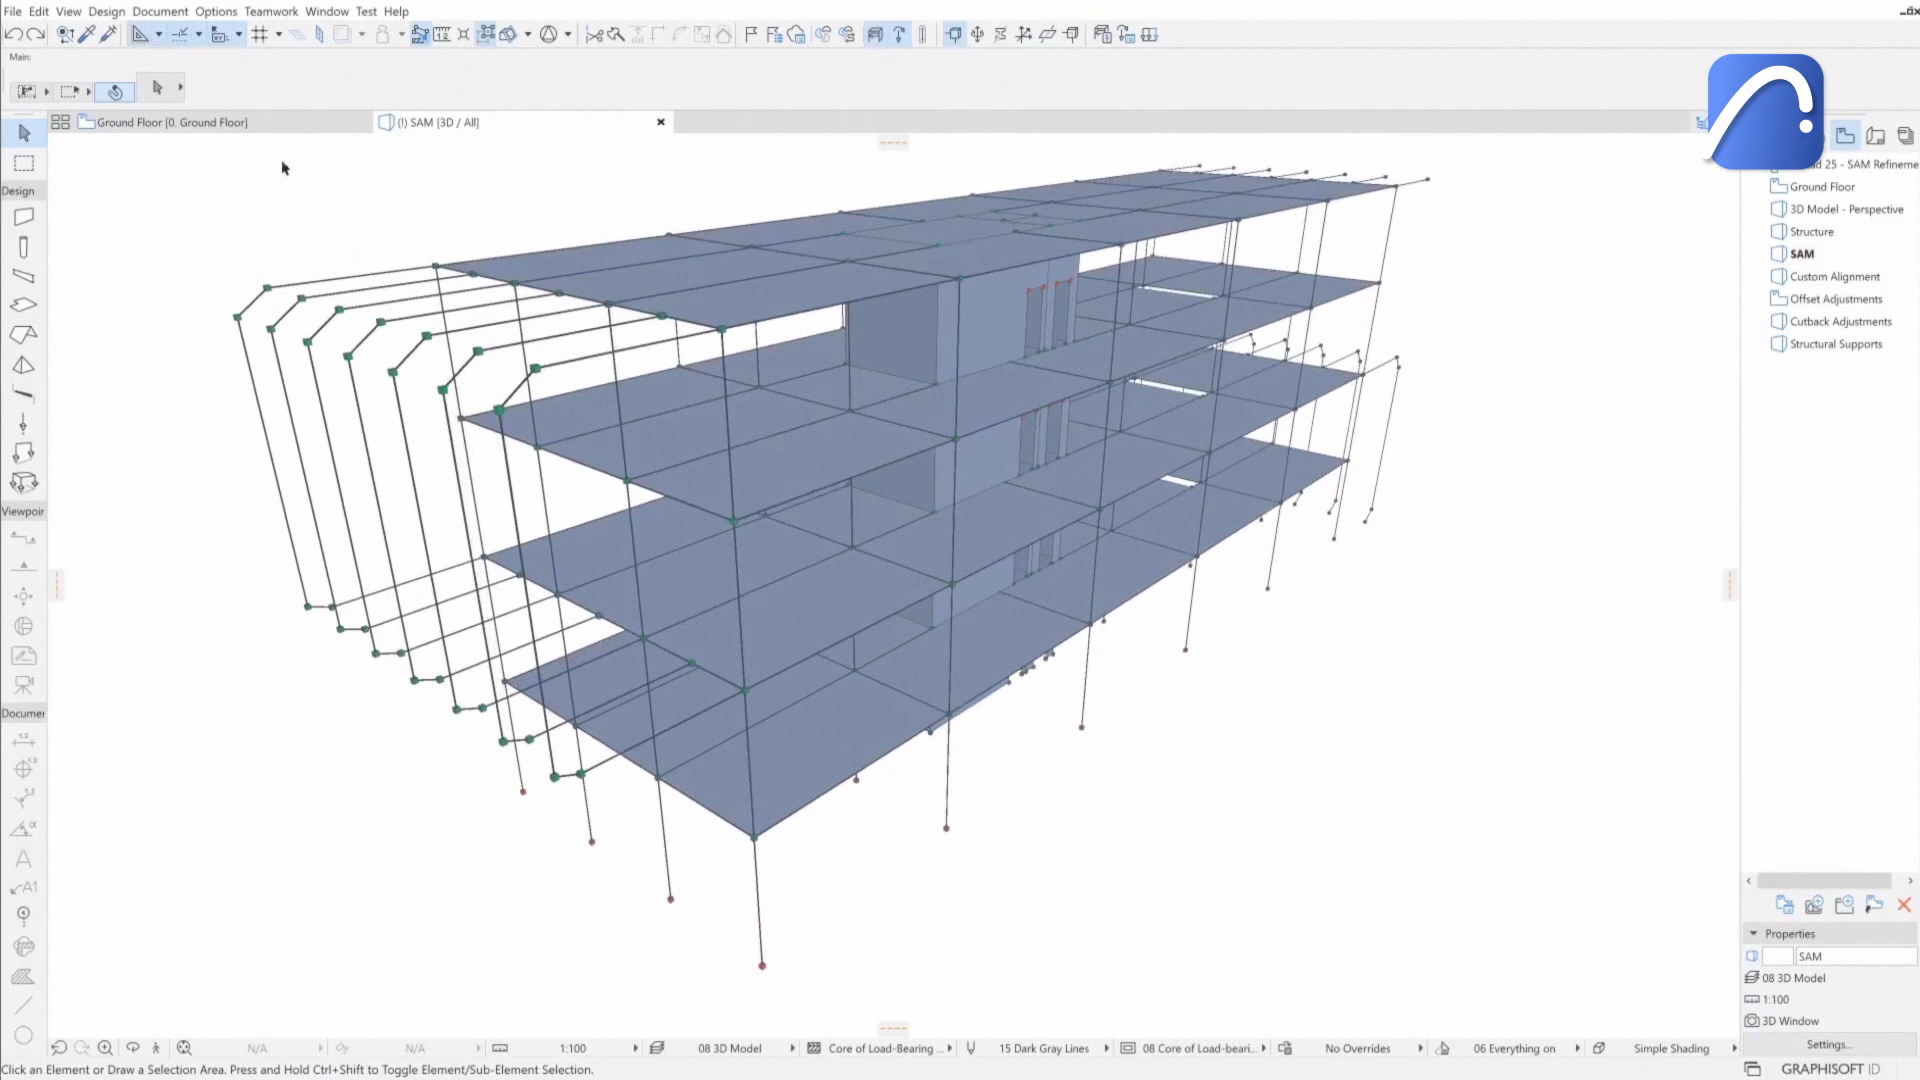 File Edit View Design Document Options Teamwork Window Test Help
Main:
Ground Floor [0. Ground Floor]
(!) SAM [3D / All]
Design
Viewpoir
Documer
ad 25 - SAM Refineme
Ground Floor
3D Model - Perspective
Structure
SAM
Custom Alignment
Offset Adjustments
Cutback Adjustments
Structural Supports
Properties
SAM
08 3D Model
1:100
3D Window
Settings...
N/A
N/A
1:100
08 3D Model
Core of Load-Bearing ...
15 Dark Gray Lines
08 Core of Load-beari...
No Overrides
06 Everything on
Simple Shading
Click an Element or Draw a Selection Area. Press and Hold Ctrl+Shift to Toggle Element/Sub-Element Selection.
GRAPHISOFT ID